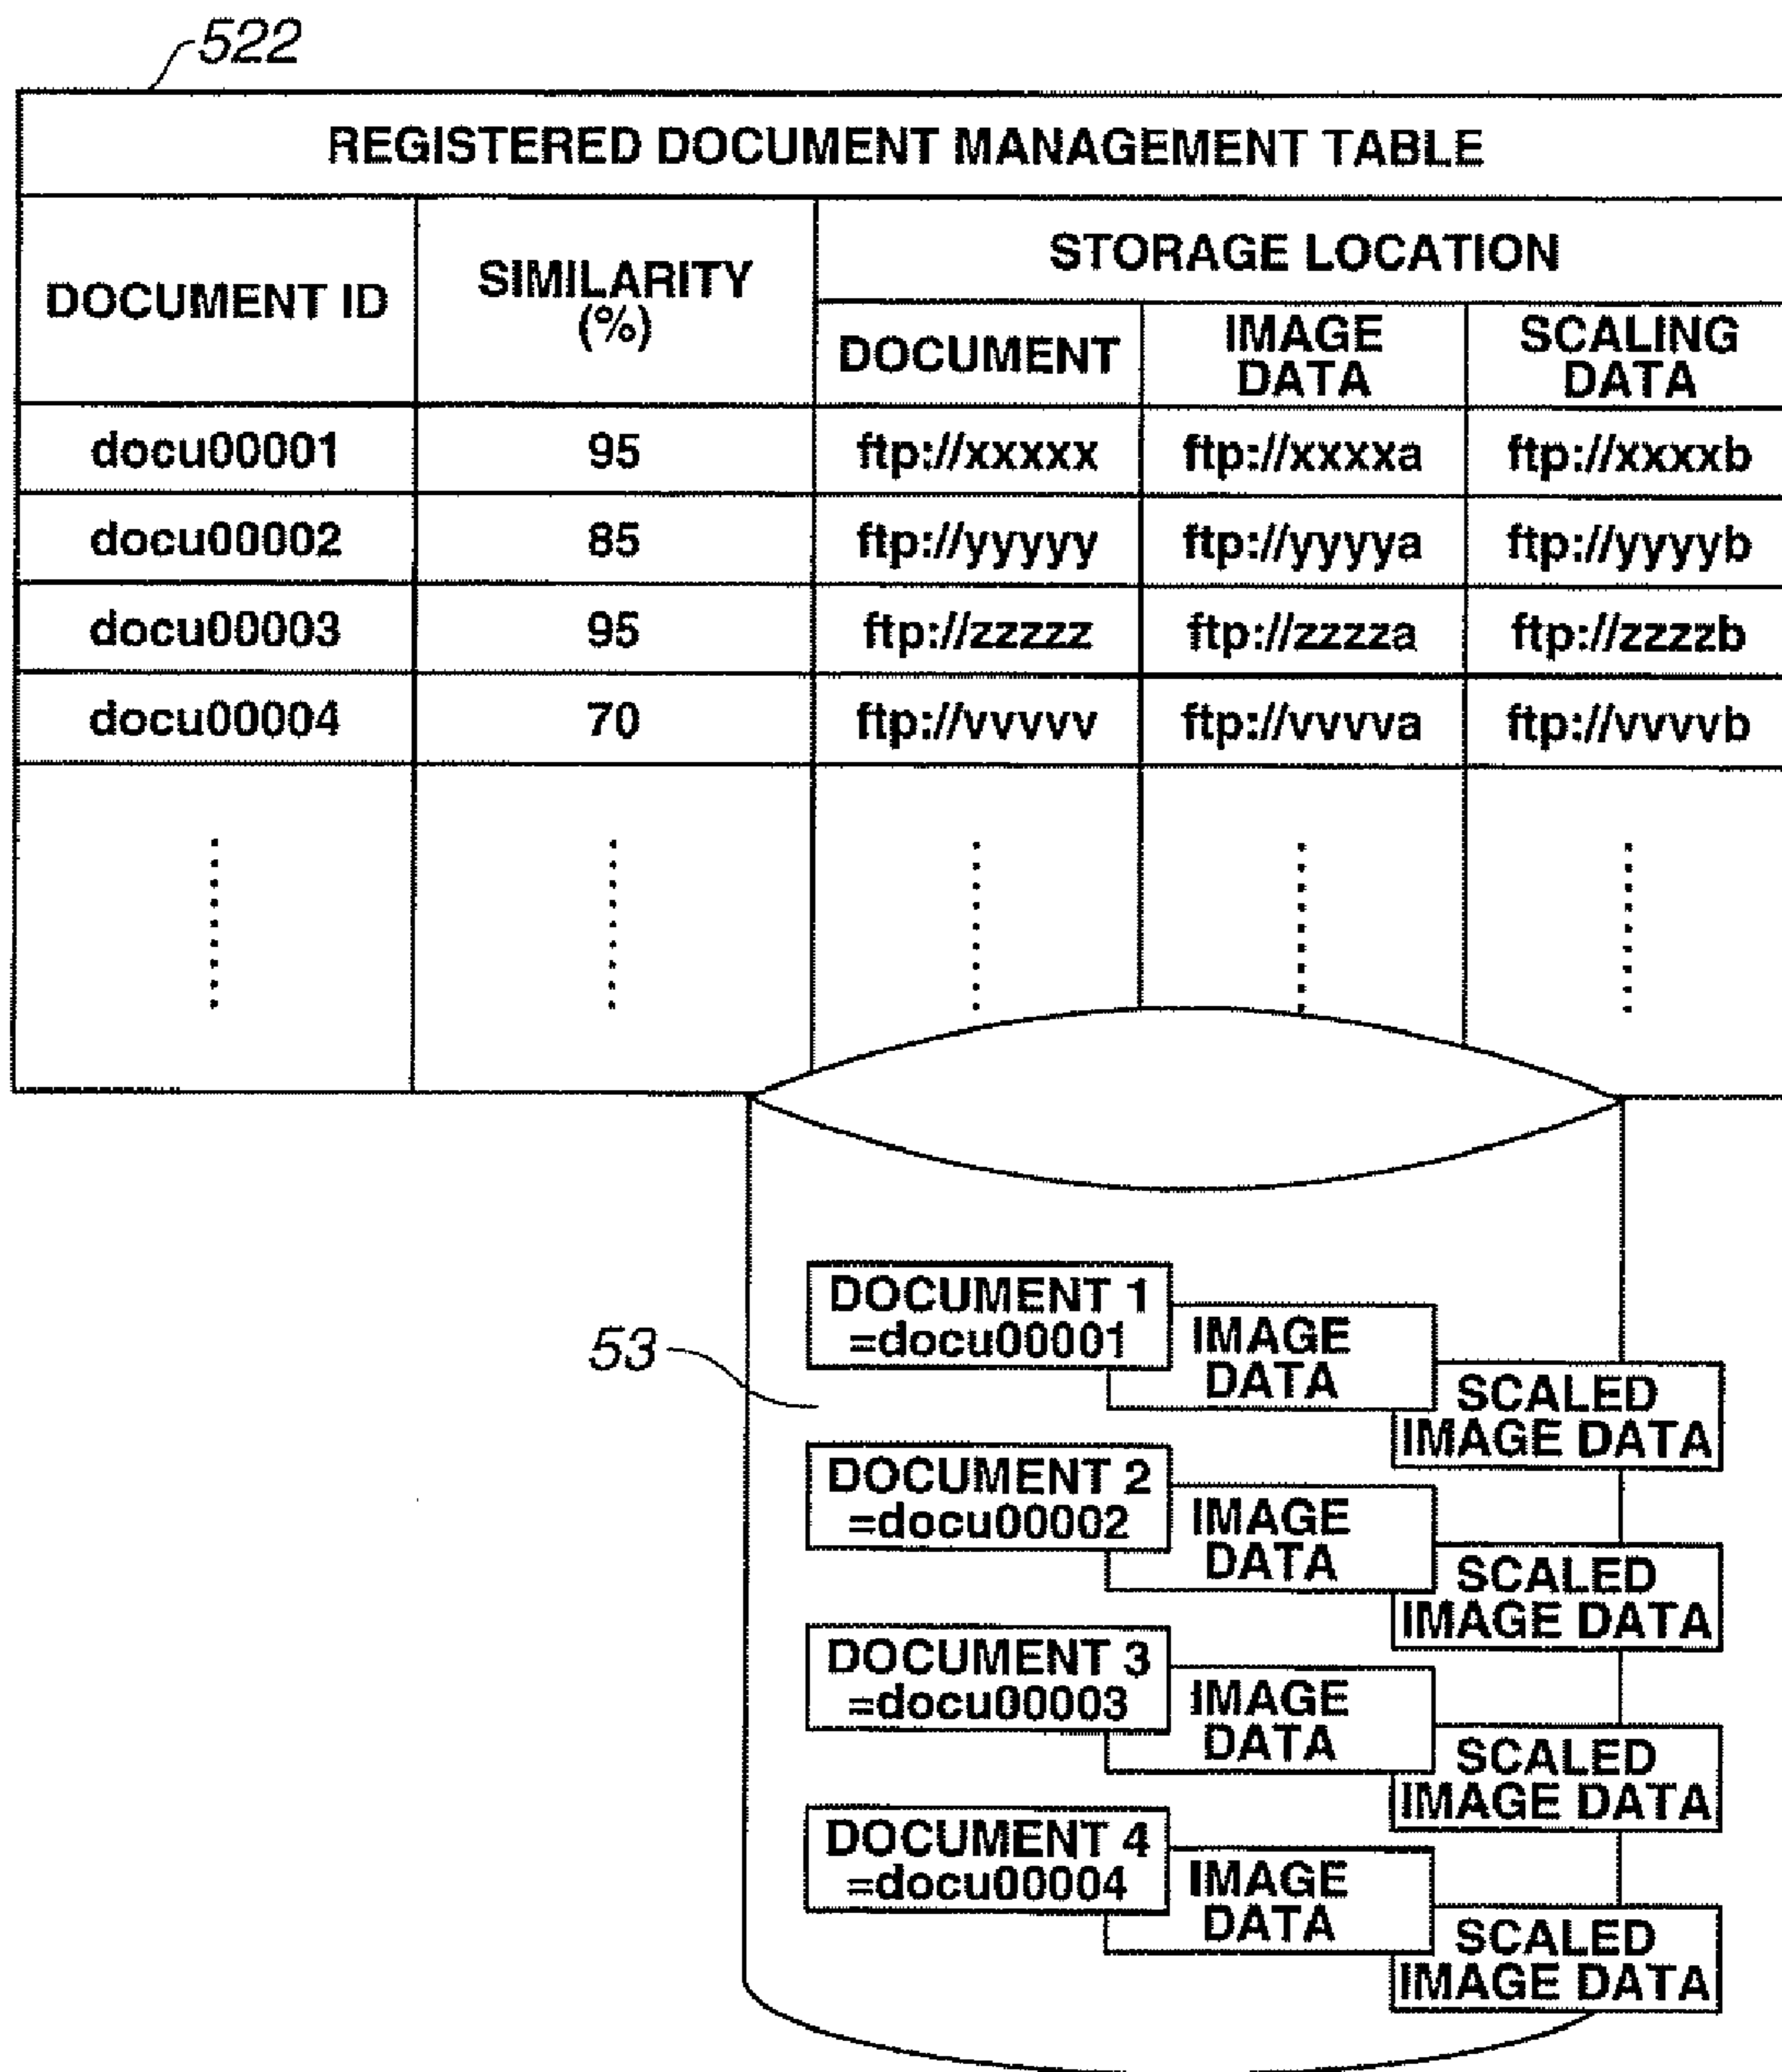 522
REGISTERED DOCUMENT MANAGEMENT TABLE
DOCUMENT ID
SIMILARITY
(%)
STORAGE LOCATION
DOCUMENT
IMAGE
DATA
SCALING
DATA
docu00001 95 ftp://xxxxx ftp://xxxxa ftp://xxxxb
docu00002 85 ftp://yyyyy ftp://yyyya ftp://yyyyb
docu00003 95 ftp://zzzzz ftp://zzzza ftp://zzzzb
docu00004 70 ftp://vvvvv ftp://vvvva ftp://vvvvb
53
DOCUMENT 1
=docu00001
IMAGE
DATA
SCALED
IMAGE DATA
DOCUMENT 2
=docu00002
IMAGE
DATA
SCALED
IMAGE DATA
DOCUMENT 3
=docu00003
IMAGE
DATA
SCALED
IMAGE DATA
DOCUMENT 4
=docu00004
IMAGE
DATA
SCALED
IMAGE DATA